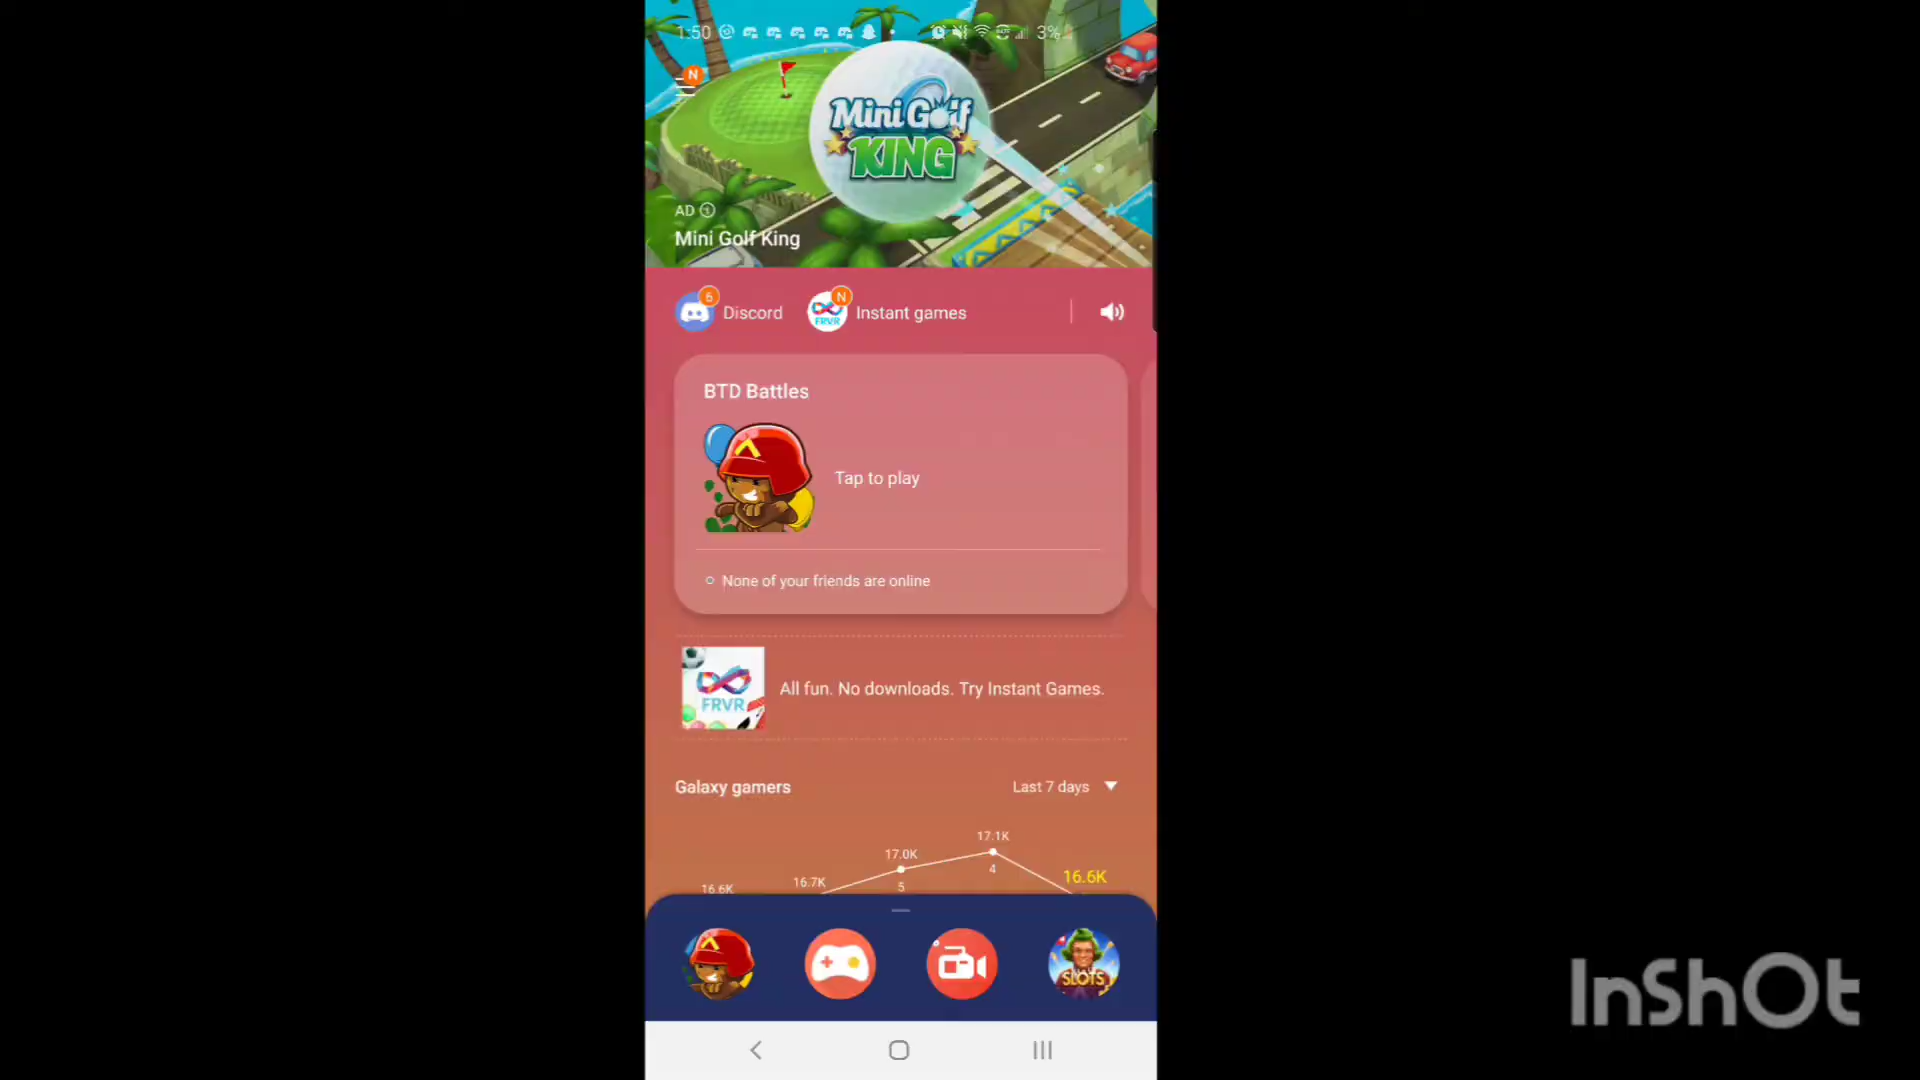 1:50
3%
N
Mini Golf
KING
AD
Mini Golf King
6
Discord
N
FRVR
Instant games
BTD Battles
Tap to play
None of your friends are online
FRVR
All fun. No downloads. Try Instant Games.
Galaxy gamers
Last 7 days
17.1K
17.0K
4
16.6K
16.7K
5
16.6K
SLOTS
InShOt